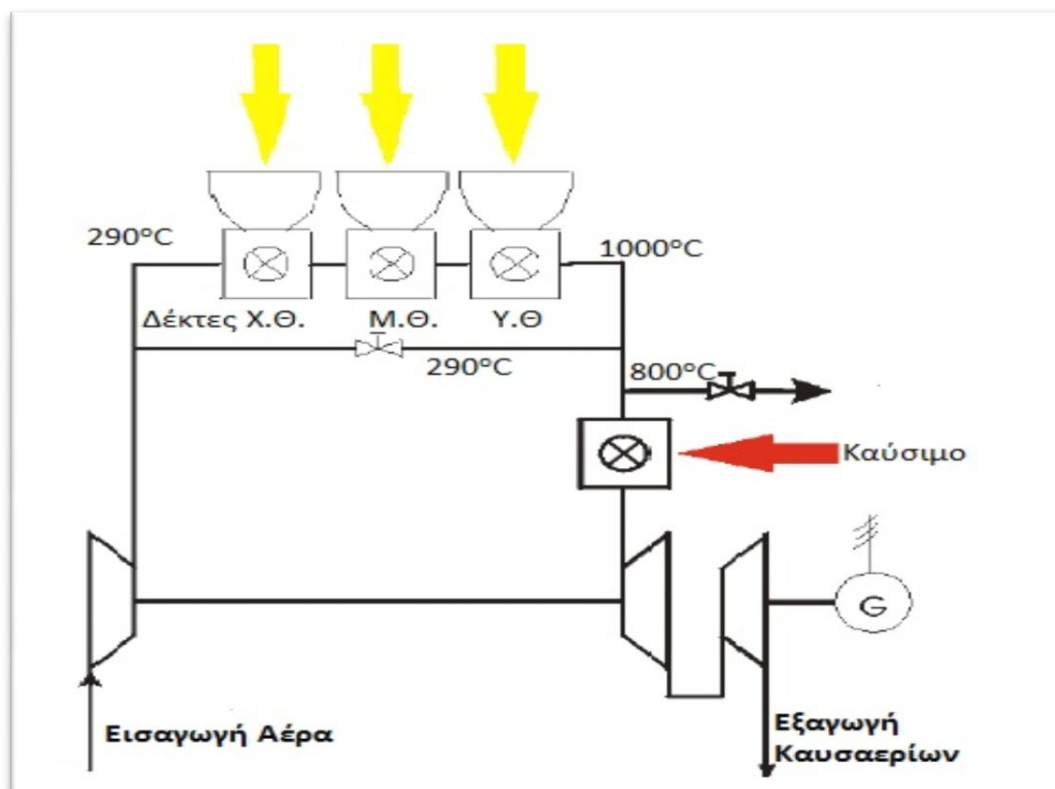 290°C
1000°C
Δέκτες Χ.Θ. Μ.Θ. Υ.Θ
290°C
800°C
Καύσιμο
G
Εισαγωγή Αέρα
Εξαγωγή
Καυσαερίων